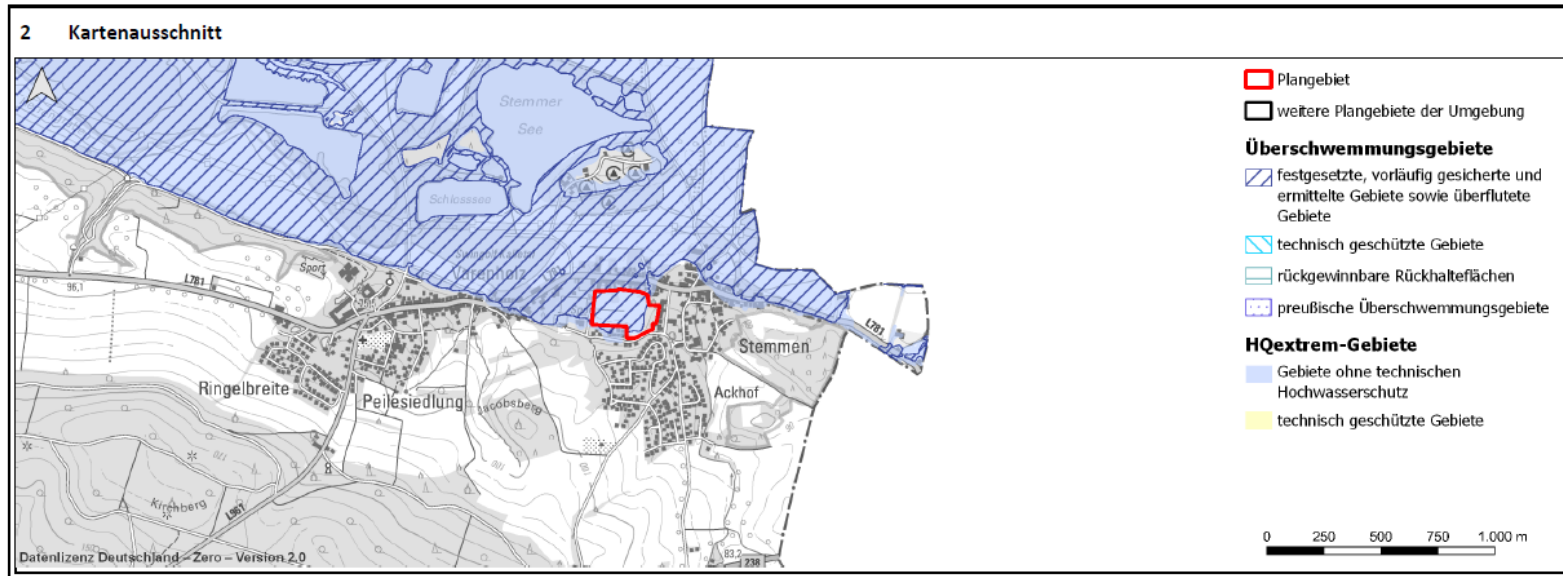 2 Kartenausschnitt
Stemmer
See
Schlosssee
Varenholz
Sport
L781
96,1
Ringelbreite
Peilesiedlung
Jacobsberg
Stemmen
Ackhof
L781
Kirchberg
L961
83,2
238
Datenlizenz Deutschland – Zero – Version 2.0
Plangebiet
weitere Plangebiete der Umgebung
Überschwemmungsgebiete
festgesetzte, vorläufig gesicherte und
ermittelte Gebiete sowie überflutete
Gebiete
technisch geschützte Gebiete
rückgewinnbare Rückhalteflächen
preußische Überschwemmungsgebiete
HQextrem-Gebiete
Gebiete ohne technischen
Hochwasserschutz
technisch geschützte Gebiete
0 250 500 750 1.000 m